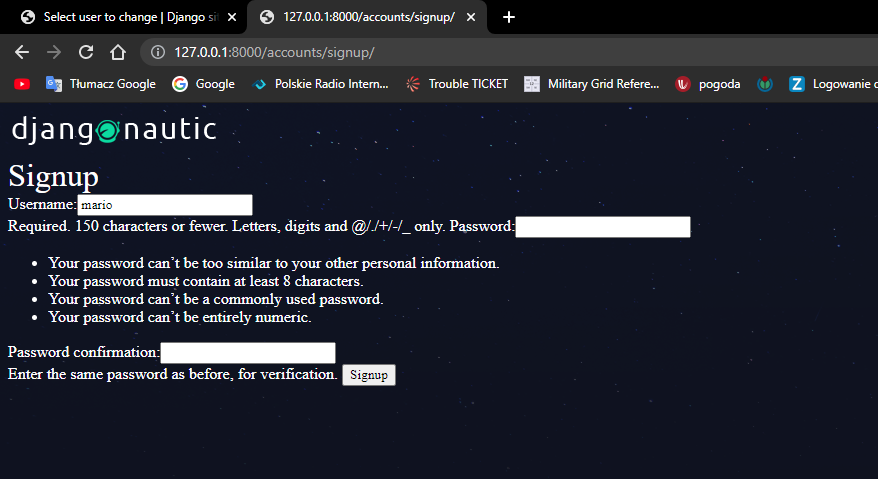 Select user to change | Django sit
127.0.0.1:8000/accounts/signup/
127.0.0.1:8000/accounts/signup/
Tłumacz Google
Google
Polskie Radio Intern...
Trouble TICKET
Military Grid Refere...
pogoda
Logowanie
djangonautic
Signup
Username: mario
Required. 150 characters or fewer. Letters, digits and @/./+/-/_ only. Password:
• Your password can’t be too similar to your other personal information.
• Your password must contain at least 8 characters.
• Your password can’t be a commonly used password.
• Your password can’t be entirely numeric.
Password confirmation:
Enter the same password as before, for verification. Signup